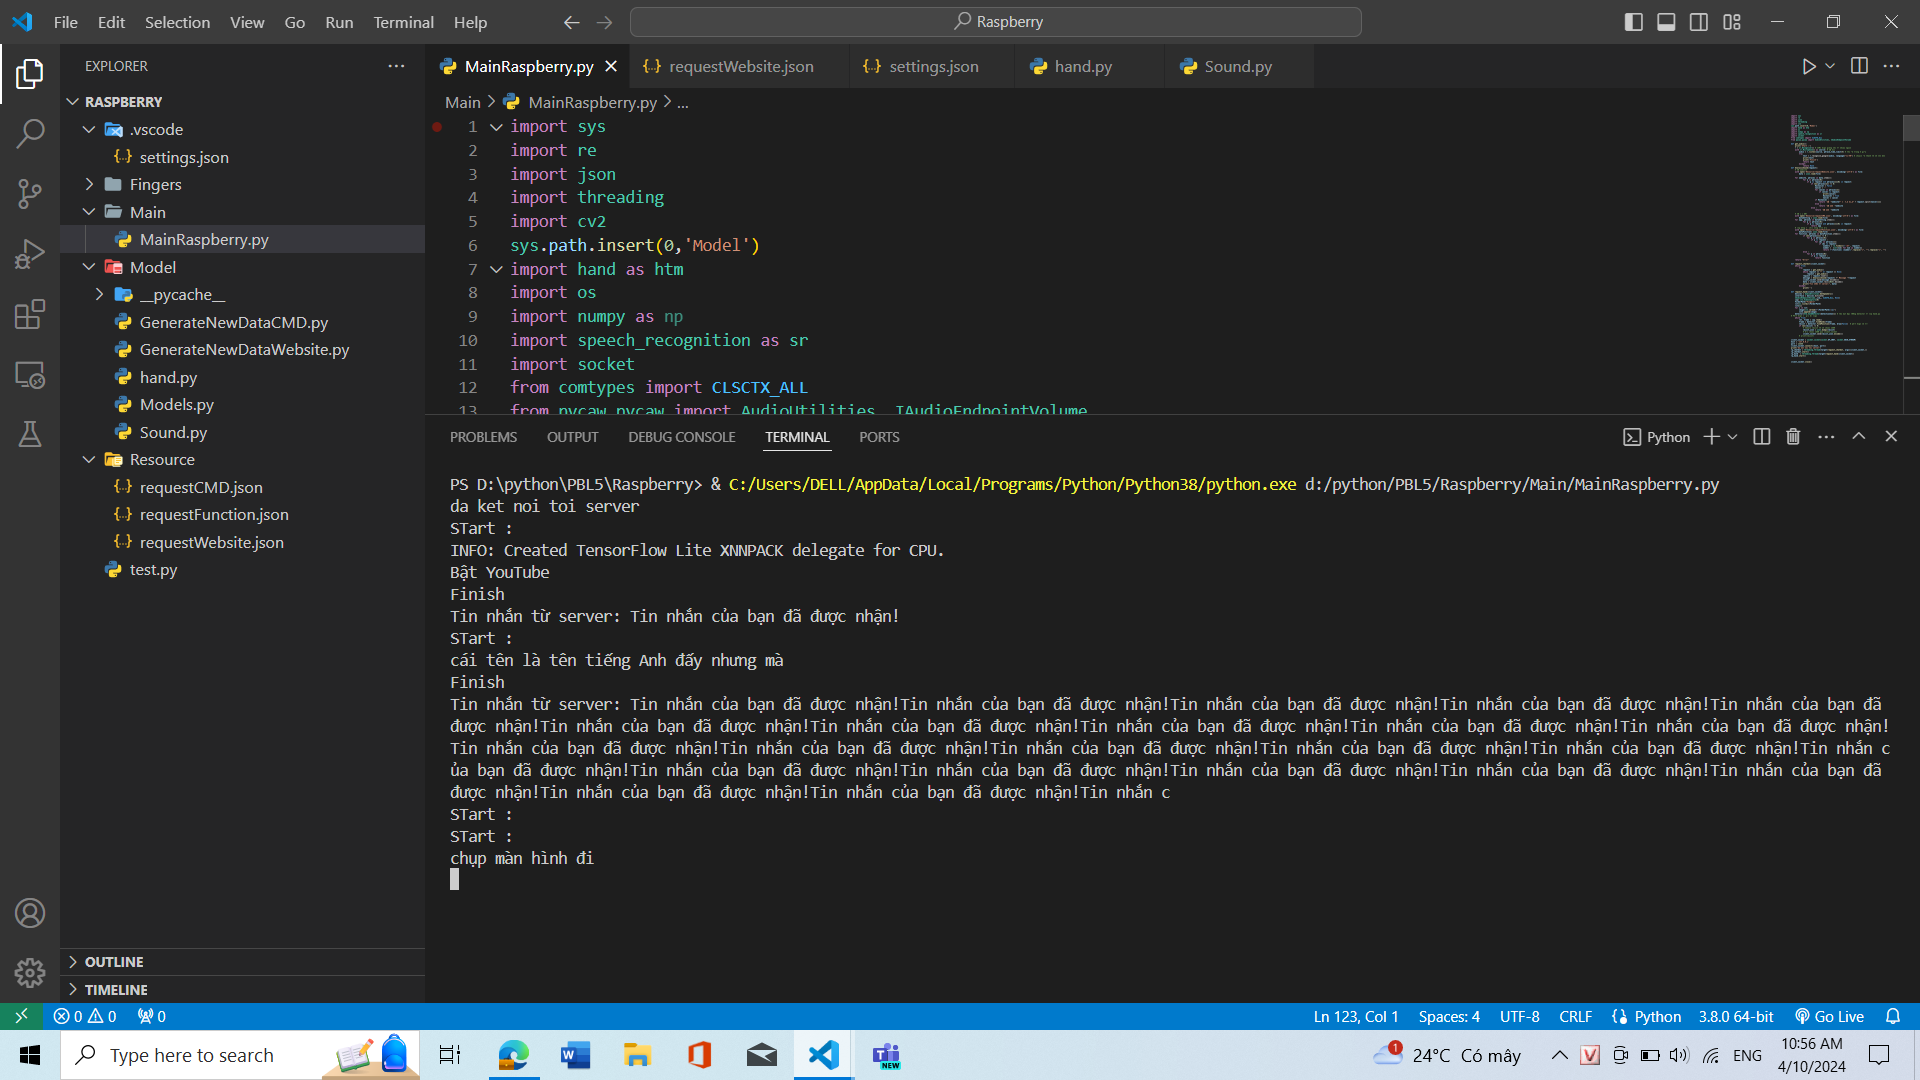 File Edit Selection View Go Run Terminal Help
Raspberry
EXPLORER
RASPBERRY
.vscode
settings.json
Fingers
Main
MainRaspberry.py
Model
__pycache__
GenerateNewDataCMD.py
GenerateNewDataWebsite.py
hand.py
Models.py
Sound.py
Resource
requestCMD.json
requestFunction.json
requestWebsite.json
test.py
OUTLINE
TIMELINE
MainRaspberry.py requestWebsite.json settings.json hand.py Sound.py
Main > MainRaspberry.py > ...
1 import sys
2 import re
3 import json
4 import threading
5 import cv2
6 sys.path.insert(0,'Model')
7 import hand as htm
8 import os
9 import numpy as np
10 import speech_recognition as sr
11 import socket
12 from comtypes import CLSCTX_ALL
13 from pycaw.pycaw import AudioUtilities, IAudioEndpointVolume
PROBLEMS OUTPUT DEBUG CONSOLE TERMINAL PORTS
Python
PS D:\python\PBL5\Raspberry> & C:/Users/DELL/AppData/Local/Programs/Python/Python38/python.exe d:/python/PBL5/Raspberry/Main/MainRaspberry.py
da ket noi toi server
STart :
INFO: Created TensorFlow Lite XNNPACK delegate for CPU.
Bật YouTube
Finish
Tin nhắn từ server: Tin nhắn của bạn đã được nhận!
STart :
cái tên là tên tiếng Anh đấy nhưng mà
Finish
Tin nhắn từ server: Tin nhắn của bạn đã được nhận!Tin nhắn của bạn đã được nhận!Tin nhắn của bạn đã được nhận!Tin nhắn của bạn đã được nhận!Tin nhắn của bạn đã
được nhận!Tin nhắn của bạn đã được nhận!Tin nhắn của bạn đã được nhận!Tin nhắn của bạn đã được nhận!Tin nhắn của bạn đã được nhận!Tin nhắn của bạn đã được nhận!
Tin nhắn của bạn đã được nhận!Tin nhắn của bạn đã được nhận!Tin nhắn của bạn đã được nhận!Tin nhắn của bạn đã được nhận!Tin nhắn của bạn đã được nhận!Tin nhắn c
ủa bạn đã được nhận!Tin nhắn của bạn đã được nhận!Tin nhắn của bạn đã được nhận!Tin nhắn của bạn đã được nhận!Tin nhắn của bạn đã được nhận!Tin nhắn của bạn đã
được nhận!Tin nhắn của bạn đã được nhận!Tin nhắn của bạn đã được nhận!Tin nhắn c
STart :
STart :
chụp màn hình đi
0 0 0 Ln 123, Col 1 Spaces: 4 UTF-8 CRLF Python 3.8.0 64-bit Go Live
Type here to search
1 24°C Có mây ENG
NEW
10:56 AM
4/10/2024